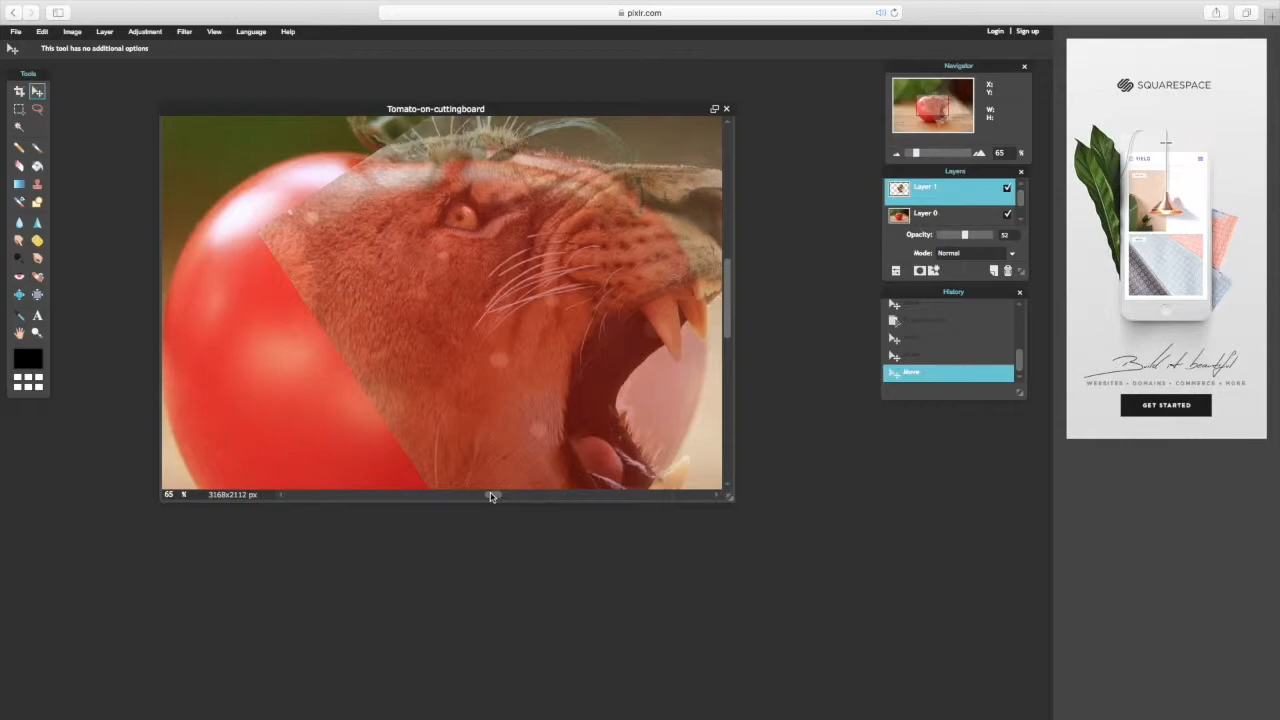 pixlr.com
File Edit Image Layer Adjustment Filter View Language Help
Login | Sign up
This tool has no additional options
Tools
Tomato-on-cuttingboard
65 % 3168x2112 px
Navigator
X:
Y:
W:
H:
65 %
Layers
Layer 1
Layer 0
Opacity: 52
Mode: Normal
History
Move
SQUARESPACE
YIELD
Build it beautiful
WEBSITES • DOMAINS • COMMERCE • MORE
GET STARTED